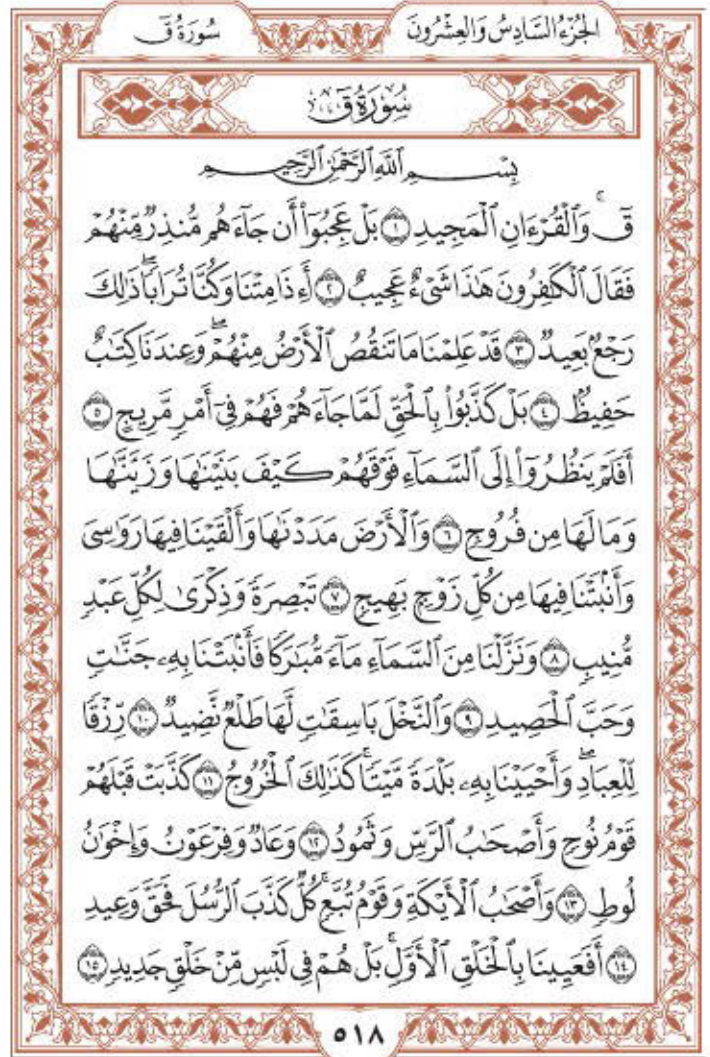 الجُزْءُ السَّادِسُ وَالعِشْرُونَ
سُورَةُ قٓ
سُورَةُ قٓ
بِسْمِ ٱللَّهِ ٱلرَّحْمَٰنِ ٱلرَّحِيمِ
قٓۚ وَٱلْقُرْءَانِ ٱلْمَجِيدِ ١ بَلْ عَجِبُوٓا۟ أَن جَآءَهُم مُّنذِرٌ مِّنْهُمْ
فَقَالَ ٱلْكَٰفِرُونَ هَٰذَا شَىْءٌ عَجِيبٌ ٢ أَءِذَا مِتْنَا وَكُنَّا تُرَابًاۖ ذَٰلِكَ
رَجْعٌۢ بَعِيدٌ ٣ قَدْ عَلِمْنَا مَا تَنقُصُ ٱلْأَرْضُ مِنْهُمْۖ وَعِندَنَا كِتَٰبٌ
حَفِيظٌۢ ٤ بَلْ كَذَّبُوا۟ بِٱلْحَقِّ لَمَّا جَآءَهُمْ فَهُمْ فِىٓ أَمْرٍ مَّرِيجٍ ٥
أَفَلَمْ يَنظُرُوٓا۟ إِلَى ٱلسَّمَآءِ فَوْقَهُمْ كَيْفَ بَنَيْنَٰهَا وَزَيَّنَّٰهَا
وَمَا لَهَا مِن فُرُوجٍ ٦ وَٱلْأَرْضَ مَدَدْنَٰهَا وَأَلْقَيْنَا فِيهَا رَوَٰسِىَ
وَأَنۢبَتْنَا فِيهَا مِن كُلِّ زَوْجٍۭ بَهِيجٍ ٧ تَبْصِرَةً وَذِكْرَىٰ لِكُلِّ عَبْدٍ
مُّنِيبٍ ٨ وَنَزَّلْنَا مِنَ ٱلسَّمَآءِ مَآءً مُّبَٰرَكًا فَأَنۢبَتْنَا بِهِۦ جَنَّٰتٍ
وَحَبَّ ٱلْحَصِيدِ ٩ وَٱلنَّخْلَ بَاسِقَٰتٍ لَّهَا طَلْعٌ نَّضِيدٌ ١٠ رِّزْقًا
لِّلْعِبَادِۖ وَأَحْيَيْنَا بِهِۦ بَلْدَةً مَّيْتًاۚ كَذَٰلِكَ ٱلْخُرُوجُ ١١ كَذَّبَتْ قَبْلَهُمْ
قَوْمُ نُوحٍ وَأَصْحَٰبُ ٱلرَّسِّ وَثَمُودُ ١٢ وَعَادٌ وَفِرْعَوْنُ وَإِخْوَٰنُ
لُوطٍ ١٣ وَأَصْحَٰبُ ٱلْأَيْكَةِ وَقَوْمُ تُبَّعٍۚ كُلٌّ كَذَّبَ ٱلرُّسُلَ فَحَقَّ وَعِيدِ
١٤ أَفَعَيِينَا بِٱلْخَلْقِ ٱلْأَوَّلِۚ بَلْ هُمْ فِى لَبْسٍ مِّنْ خَلْقٍ جَدِيدٍ ١٥
٥١٨